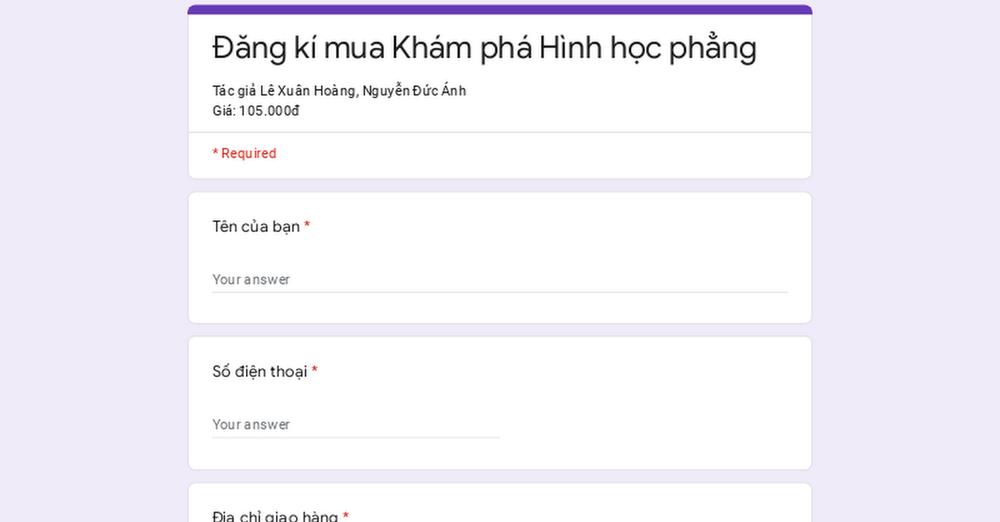 Đăng kí mua Khám phá Hình học phẳng
Tác giả Lê Xuân Hoàng, Nguyễn Đức Ánh
Giá: 105.000đ
* Required
Tên của bạn *
Your answer
Số điện thoại *
Your answer
Địa chỉ giao hàng *